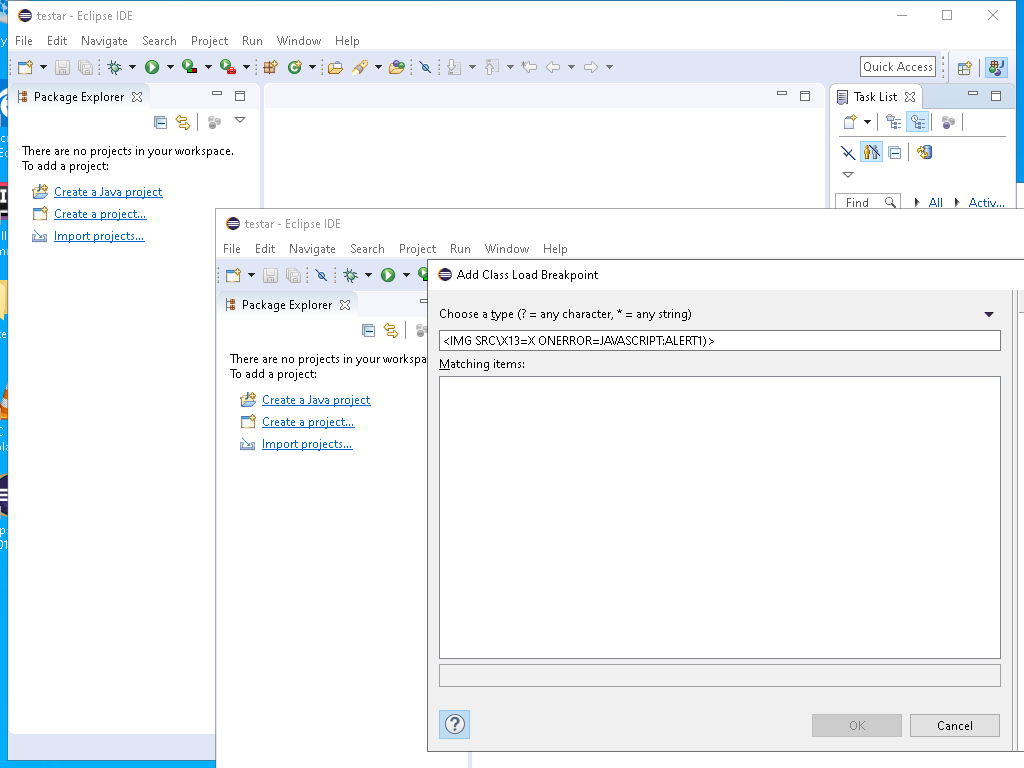 testar - Eclipse IDE
File Edit Navigate Search Project Run Window Help
Quick Access
Package Explorer
Task List
There are no projects in your workspace.
To add a project:
Create a Java project
Create a project...
Import projects...
Find All Activ...
testar - Eclipse IDE
File Edit Navigate Search Project Run Window Help
Package Explorer
There are no projects in your workspa
To add a project:
Create a Java project
Create a project...
Import projects...
Add Class Load Breakpoint
Choose a type (? = any character, * = any string)
<IMG SRC\X13=X ONERROR=JAVASCRIPT:ALERT1)>
Matching items:
OK Cancel